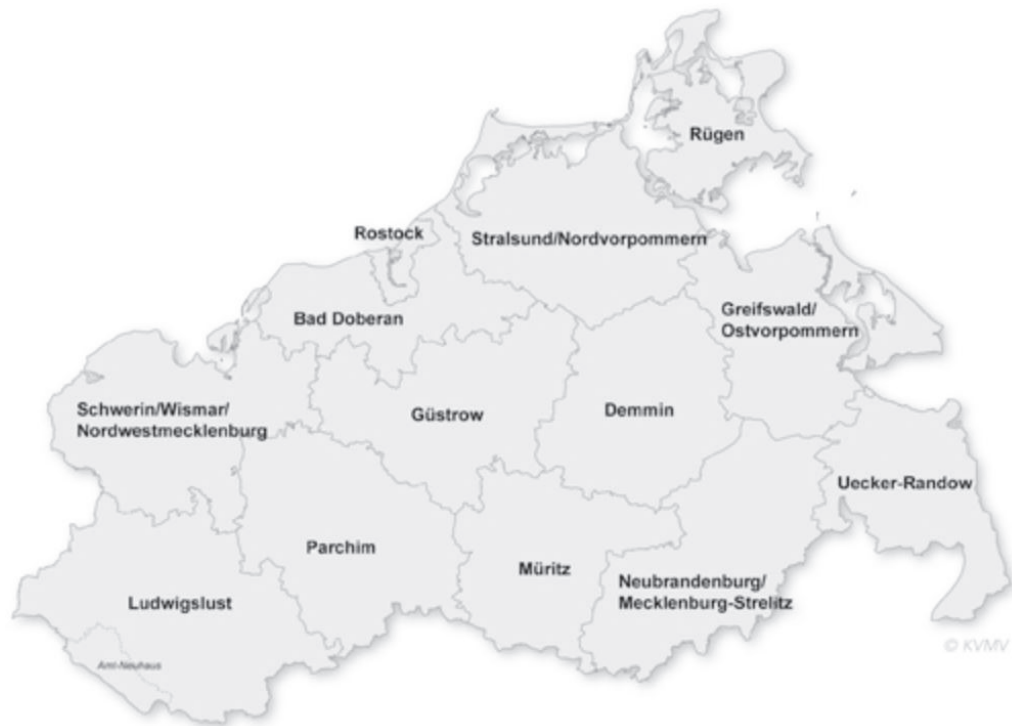 Rügen
Rostock
Stralsund/Nordvorpommern
Bad Doberan
Greifswald/
Ostvorpommern
Schwerin/Wismar/
Nordwestmecklenburg
Güstrow
Demmin
Uecker-Randow
Parchim
Müritz
Neubrandenburg/
Mecklenburg-Strelitz
Ludwigslust
Amt-Neuhaus
© KVMV